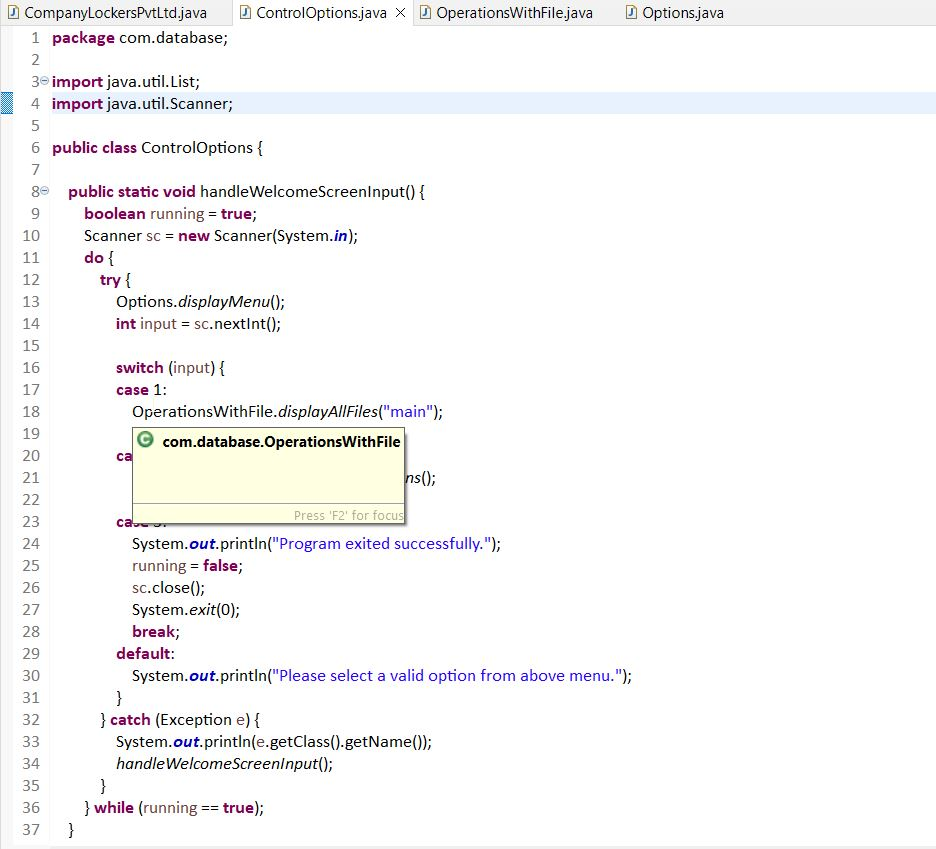 CompanyLockersPvtLtd.java ControlOptions.java OperationsWithFile.java Options.java
1 package com.database;
2
3 import java.util.List;
4 import java.util.Scanner;
5
6 public class ControlOptions {
7
8 public static void handleWelcomeScreenInput() {
9 boolean running = true;
10 Scanner sc = new Scanner(System.in);
11 do {
12 try {
13 Options.displayMenu();
14 int input = sc.nextInt();
15
16 switch (input) {
17 case 1:
18 OperationsWithFile.displayAllFiles("main");
19
com.database.OperationsWithFile
20 ca
21 ns();
22
Press 'F2' for focus
23
24 System.out.println("Program exited successfully.");
25 running = false;
26 sc.close();
27 System.exit(0);
28 break;
29 default:
30 System.out.println("Please select a valid option from above menu.");
31 }
32 } catch (Exception e) {
33 System.out.println(e.getClass().getName());
34 handleWelcomeScreenInput();
35 }
36 } while (running == true);
37 }